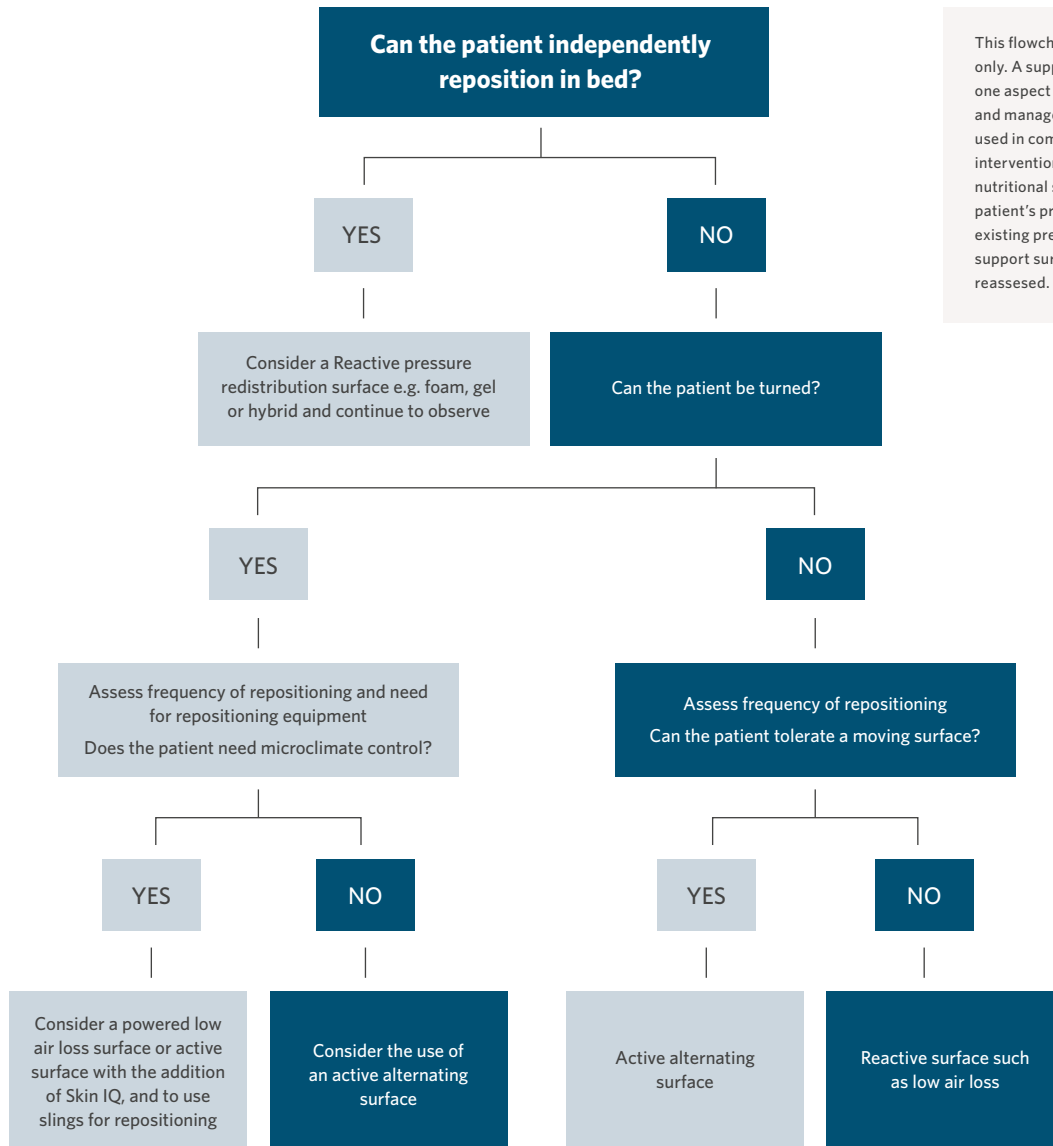 Can the patient independently
reposition in bed?
This flowch
only. A supp
one aspect
and manage
used in com
intervention
nutritional s
patient's pr
existing pre
support sur
reassesed.
YES
NO
Consider a Reactive pressure
redistribution surface e.g. foam, gel
or hybrid and continue to observe
Can the patient be turned?
YES
NO
Assess frequency of repositioning and need
for repositioning equipment
Does the patient need microclimate control?
Assess frequency of repositioning
Can the patient tolerate a moving surface?
YES
NO
YES
NO
Consider a powered low
air loss surface or active
surface with the addition
of Skin IQ, and to use
slings for repositioning
Consider the use of
an active alternating
surface
Active alternating
surface
Reactive surface such
as low air loss